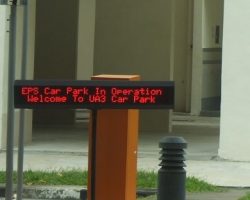 EPS Car Park In Operation
Welcome To UA3 Car Park